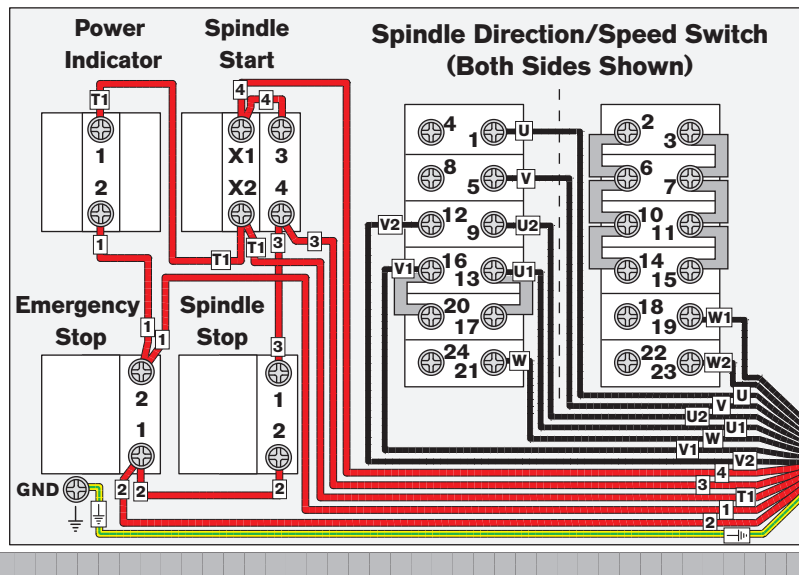 Power
Indicator
Spindle
Start
Spindle Direction/Speed Switch
(Both Sides Shown)
T1
4
4
1
2
X1
3
X2
4
1
T1
T1
3
3
4
1
U
8
5
V
V2
12
9
U2
V1
16
13
U1
20
17
24
21
W
2
3
6
7
10
11
14
15
18
19
W1
22
23
W2
Emergency
Stop
1
1
Spindle
Stop
3
2
1
1
2
2
2
2
GND
U
V
U2
U1
W
V1
V2
4
3
T1
1
2